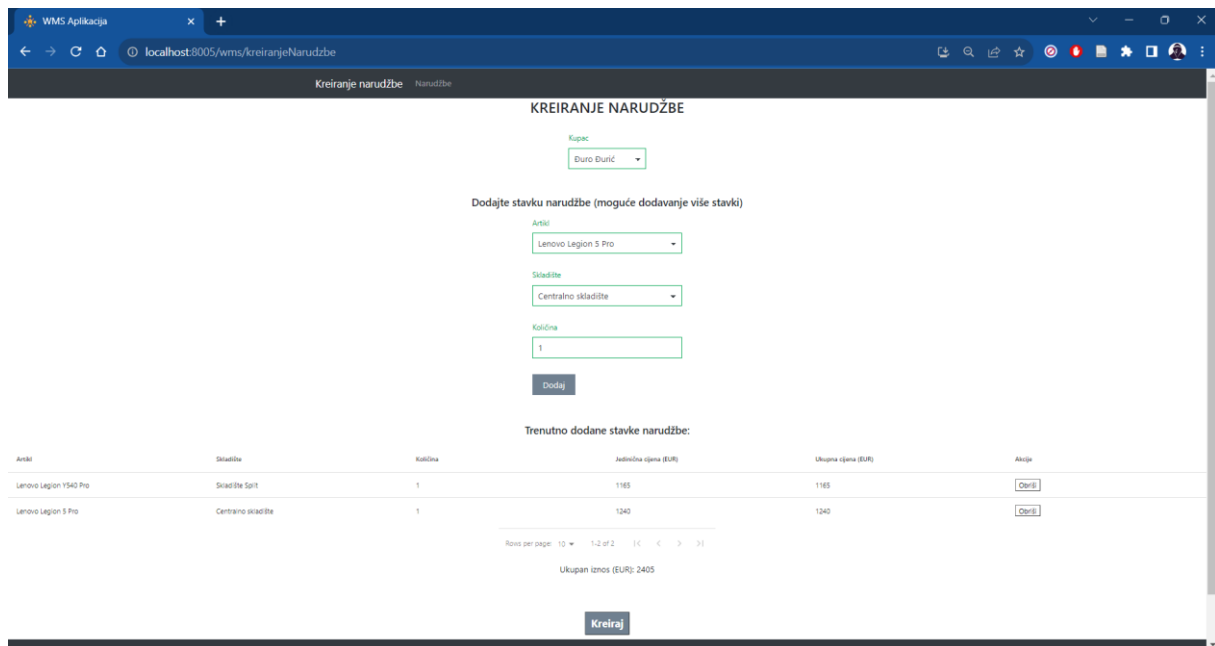 WMS Aplikacija
localhost:8005/wms/kreiranjeNarudzbe
Kreiranje narudžbe Narudžbe
KREIRANJE NARUDŽBE
Kupac
Đuro Đurić
Dodajte stavku narudžbe (moguće dodavanje više stavki)
Artikl
Lenovo Legion 5 Pro
Skladište
Centralno skladište
Količina
1
Dodaj
Trenutno dodane stavke narudžbe:
Artikl Skladište Količina Jedinična cijena (EUR) Ukupna cijena (EUR) Akcije
Lenovo Legion Y540 Pro Skladište Split 1 1165 1165 Obriši
Lenovo Legion 5 Pro Centralno skladište 1 1240 1240 Obriši
Rows per page: 10 1-2 of 2
Ukupan iznos (EUR): 2405
Kreiraj